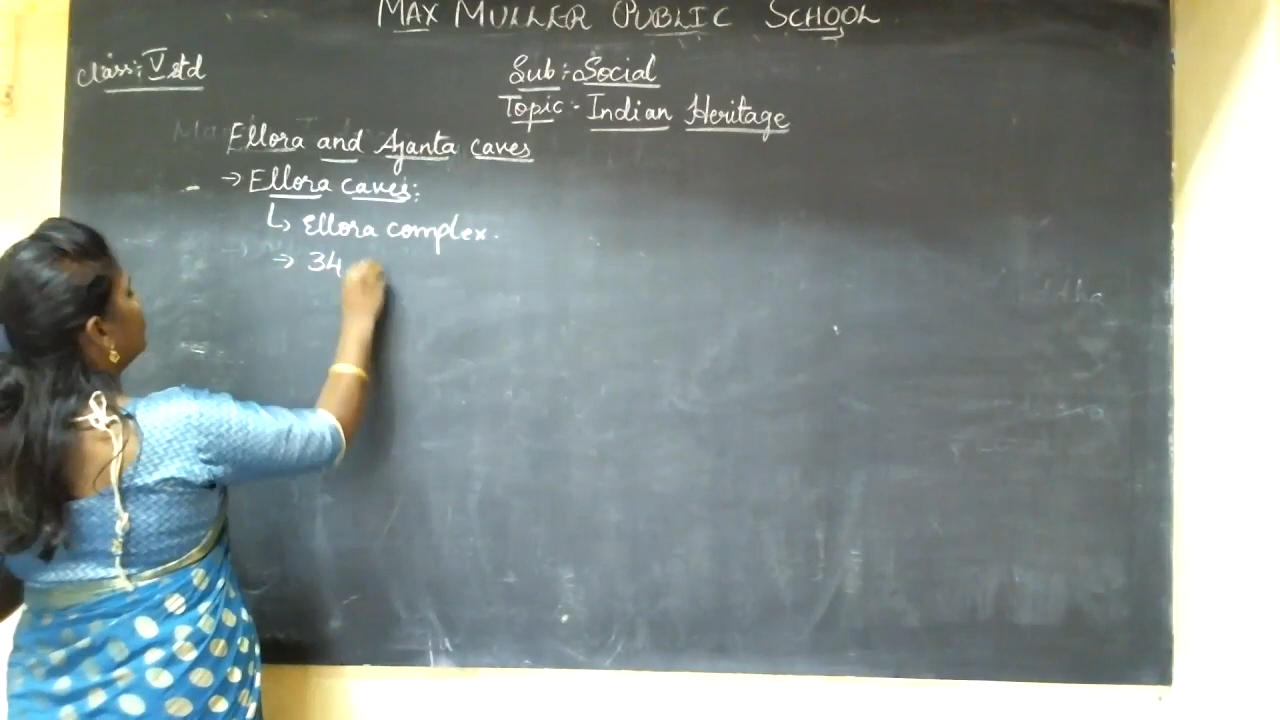 MAX MULLER PUBLIC SCHOOL
Class: V std
Sub: Social
Topic:- Indian Heritage
Ellora and Ajanta caves
→ Ellora caves:
↳ Ellora complex.
→ 34